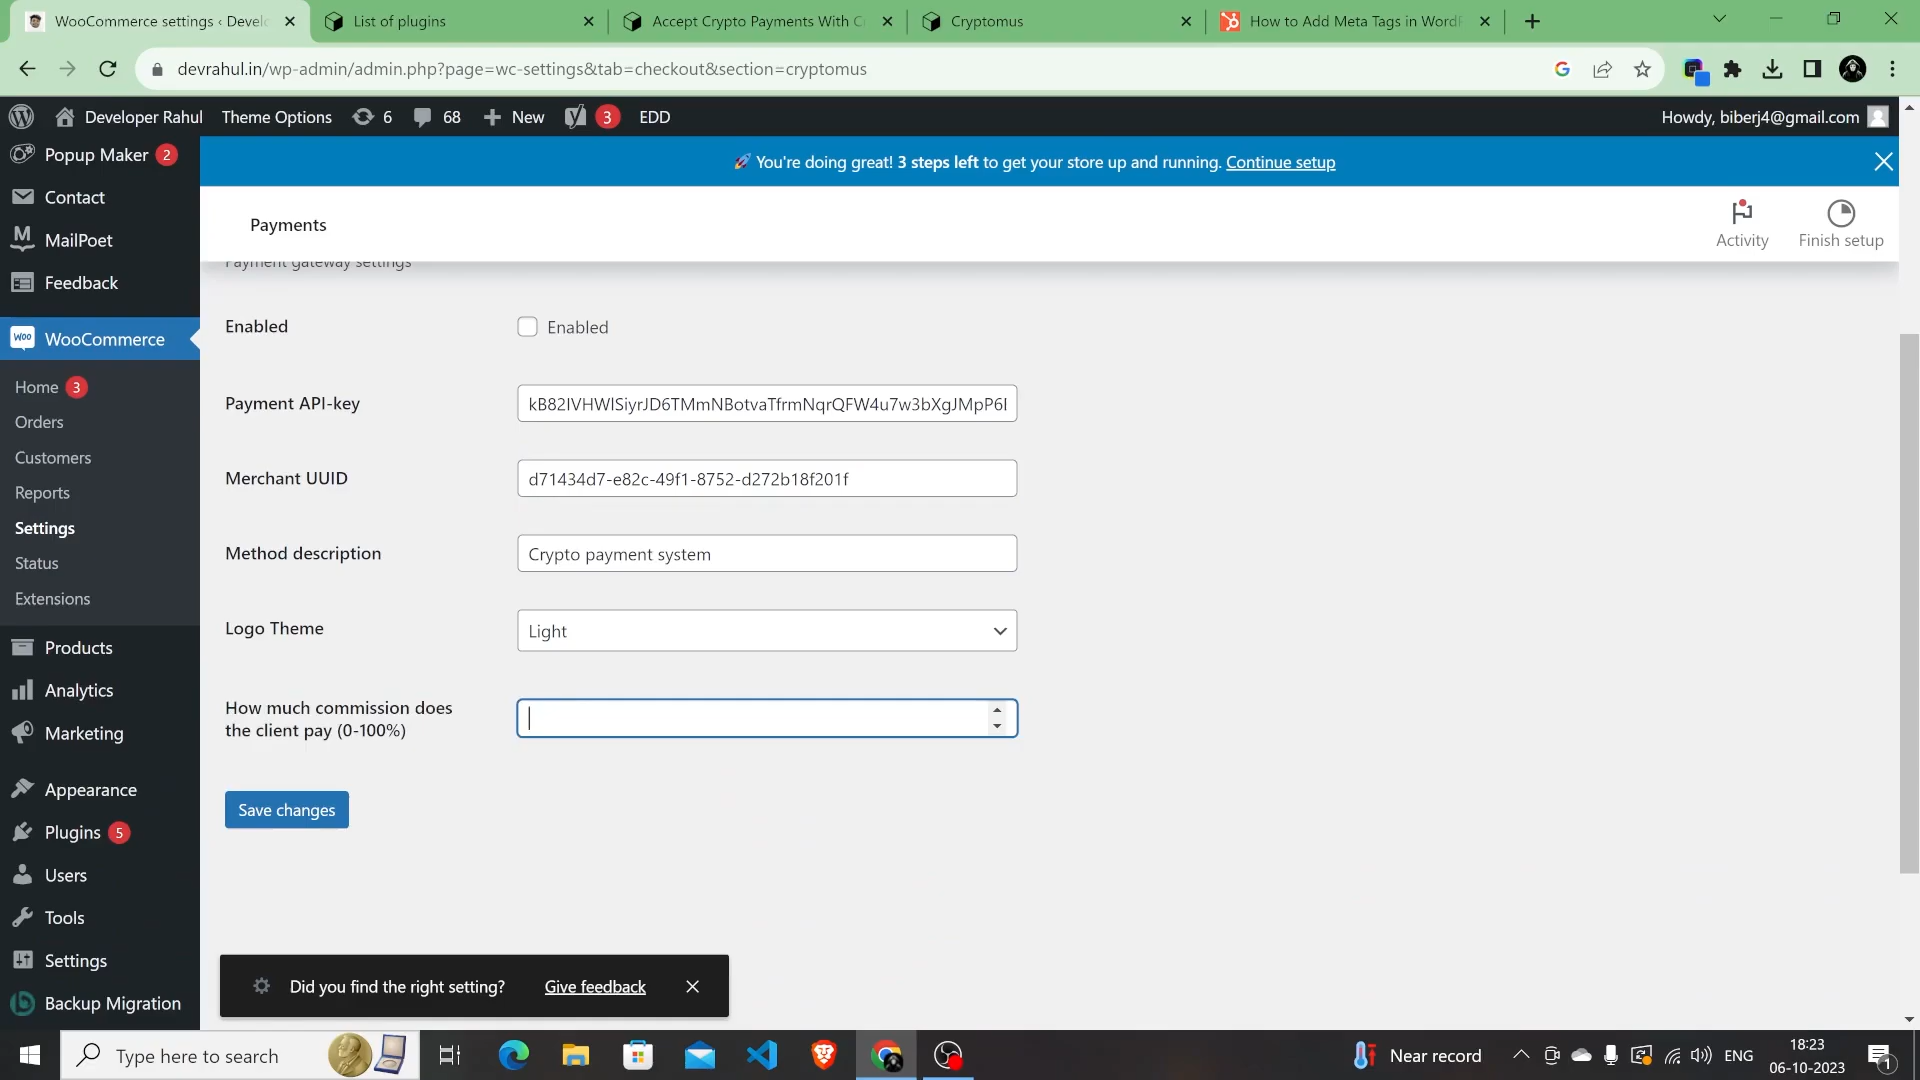 WooCommerce settings ‹ Develo
List of plugins
Accept Crypto Payments With C
Cryptomus
How to Add Meta Tags in WordP
devrahul.in/wp-admin/admin.php?page=wc-settings&tab=checkout&section=cryptomus
Developer Rahul
Theme Options
6
68
New
3
EDD
Howdy, biberj4@gmail.com
Popup Maker 2
Contact
MailPoet
Feedback
WooCommerce
Home 3
Orders
Customers
Reports
Settings
Status
Extensions
Products
Analytics
Marketing
Appearance
Plugins 5
Users
Tools
Settings
Backup Migration
You're doing great! 3 steps left to get your store up and running. Continue setup
Payments
Activity
Finish setup
Payment gateway settings
Enabled
Enabled
Payment API-key
Merchant UUID
d71434d7-e82c-49f1-8752-d272b18f201f
Method description
Crypto payment system
Logo Theme
Light
How much commission does
the client pay (0-100%)
Save changes
Did you find the right setting?
Give feedback
Type here to search
Near record
ENG
18:23
06-10-2023
1